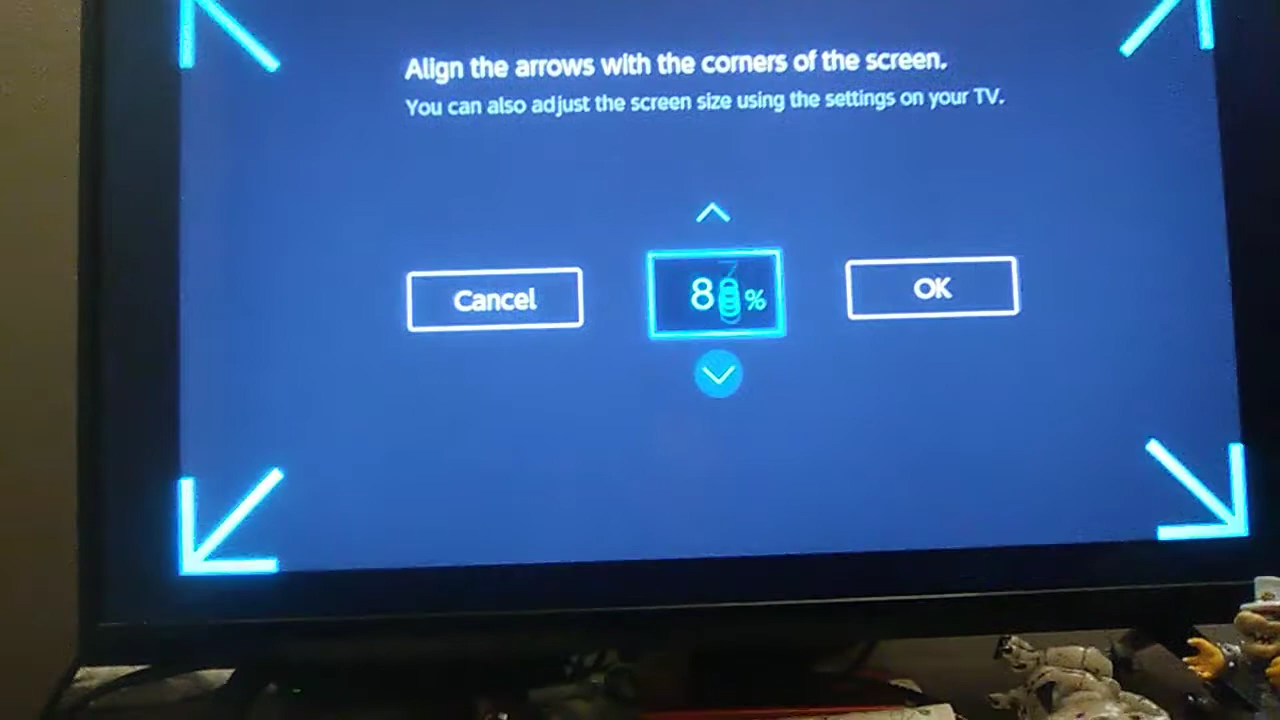 Align the arrows with the corners of the screen.
You can also adjust the screen size using the settings on your TV.
Cancel
%
OK